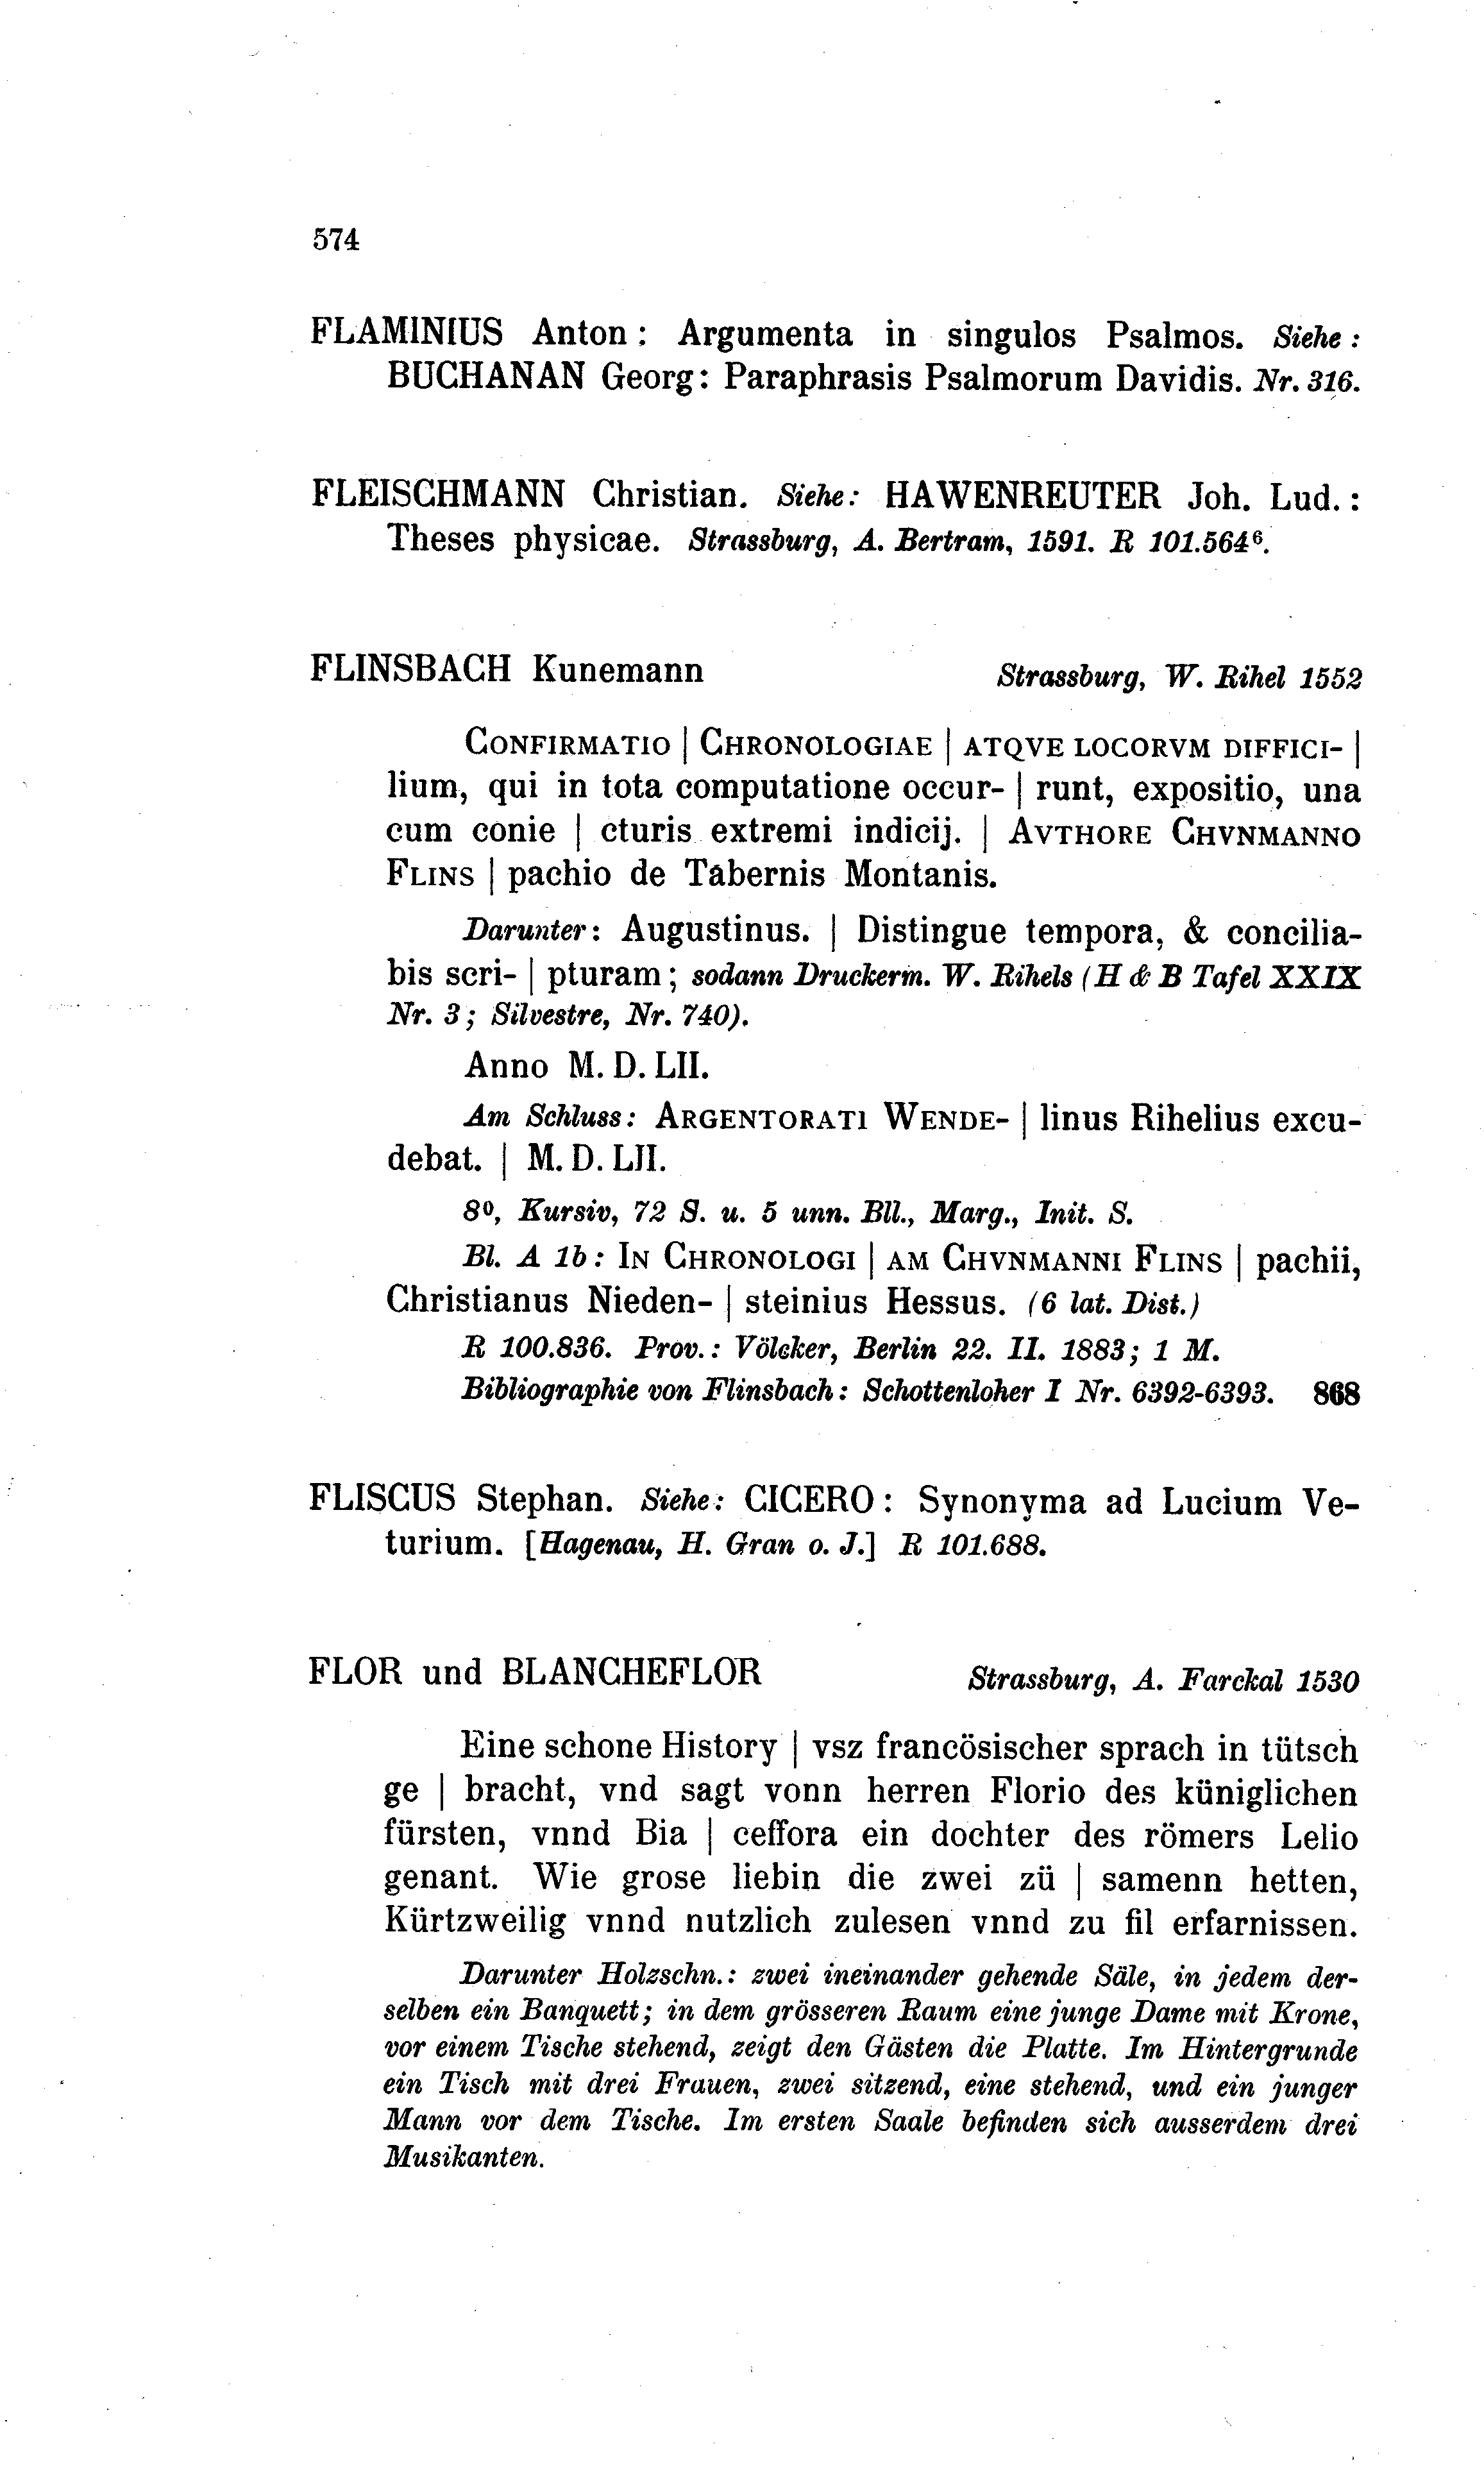 574
FLAMINIUS Anton: Argumenta in singulos Psalmos. Siehe:
BUCHANAN Georg: Paraphrasis Psalmorum Davidis. Nr. 316.
FLEISCHMANN Christian. Siehe: HAWENREUTER Joh. Lud.:
Theses physicae. Strassburg, A. Bertram, 1591. R 101.564⁶.
FLINSBACH Kunemann Strassburg, W. Rihel 1552
CONFIRMATIO | CHRONOLOGIAE | ATQVE LOCORVM DIFFICI- |
lium, qui in tota computatione occur- | runt, expositio, una
cum conie | cturis extremi indicij. | AVTHORE CHVNMANNO
FLINS | pachio de Tabernis Montanis.
Darunter: Augustinus. | Distingue tempora, & concilia-
bis scri- | pturam; sodann Druckerm. W. Rihels (H & B Tafel XXIX
Nr. 3; Silvestre, Nr. 740).
Anno M. D. LII.
Am Schluss: ARGENTORATI WENDE- | linus Rihelius excu-
debat. | M. D. LII.
8⁰, Kursiv, 72 S. u. 5 unn. Bll., Marg., Init. S.
Bl. A 1b: IN CHRONOLOGI | AM CHVNMANNI FLINS | pachii,
Christianus Nieden- | steinius Hessus. (6 lat. Dist.)
R 100.836. Prov.: Völcker, Berlin 22. II. 1883; 1 M.
Bibliographie von Flinsbach: Schottenloher I Nr. 6392-6393. 868
FLISCUS Stephan. Siehe: CICERO: Synonyma ad Lucium Ve-
turium. [Hagenau, H. Gran o. J.] R 101.688.
FLOR und BLANCHEFLOR Strassburg, A. Farckal 1530
Eine schone History | vsz francösischer sprach in tütsch
ge | bracht, vnd sagt vonn herren Florio des küniglichen
fürsten, vnnd Bia | ceffora ein dochter des römers Lelio
genant. Wie grose liebin die zwei zü | samenn hetten,
Kürtzweilig vnnd nutzlich zulesen vnnd zu fil erfarnissen.
Darunter Holzschn.: zwei ineinander gehende Säle, in jedem der-
selben ein Banquett; in dem grösseren Raum eine junge Dame mit Krone,
vor einem Tische stehend, zeigt den Gästen die Platte. Im Hintergrunde
ein Tisch mit drei Frauen, zwei sitzend, eine stehend, und ein junger
Mann vor dem Tische. Im ersten Saale befinden sich ausserdem drei
Musikanten.